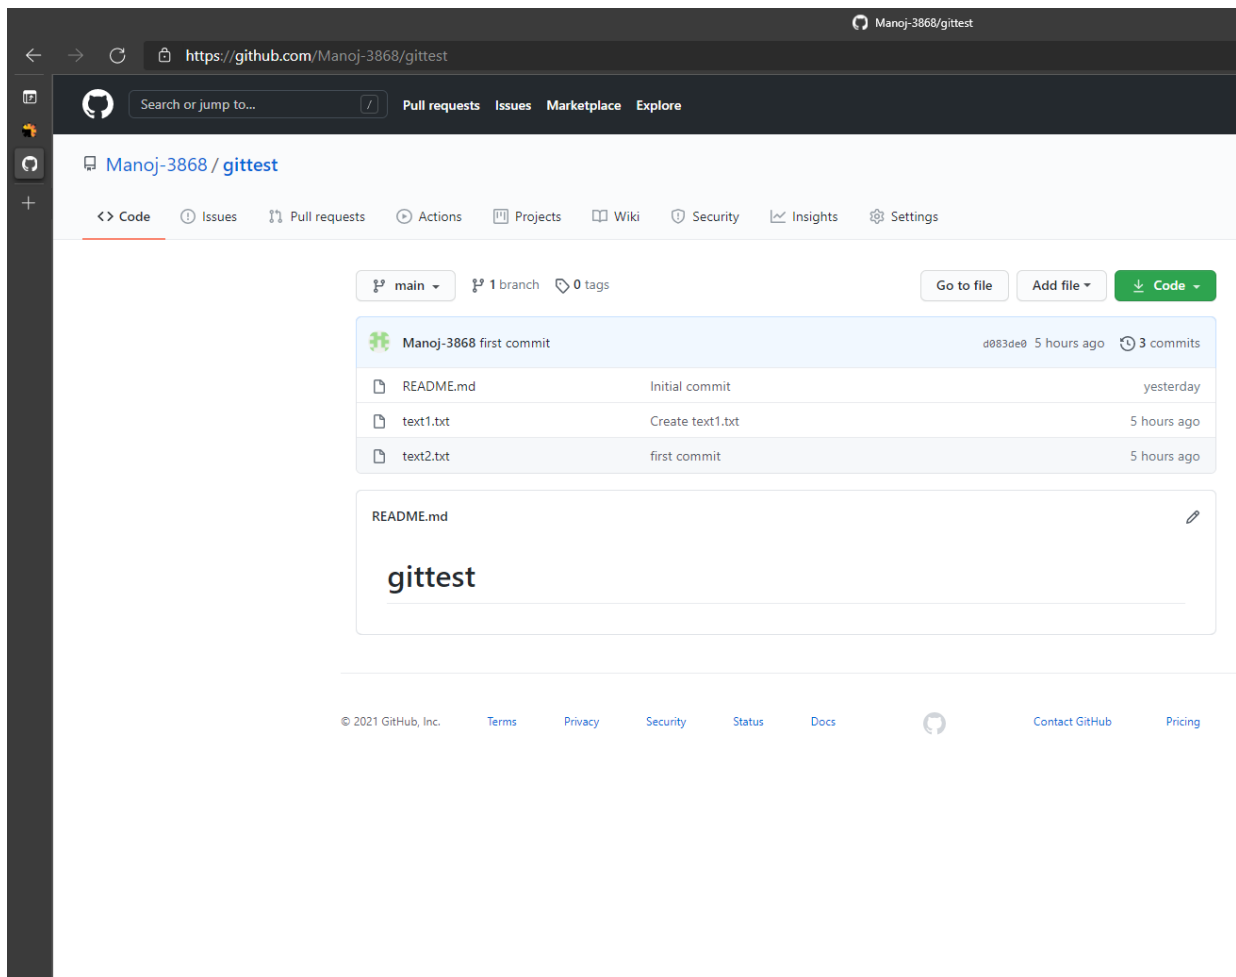 Manoj-3868/gittest
https://github.com/Manoj-3868/gittest
Search or jump to... / Pull requests Issues Marketplace Explore
Manoj-3868 / gittest
<> Code Issues Pull requests Actions Projects Wiki Security Insights Settings
main 1 branch 0 tags Go to file Add file Code
Manoj-3868 first commit d083de0 5 hours ago 3 commits
README.md Initial commit yesterday
text1.txt Create text1.txt 5 hours ago
text2.txt first commit 5 hours ago
README.md
gittest
© 2021 GitHub, Inc. Terms Privacy Security Status Docs Contact GitHub Pricing